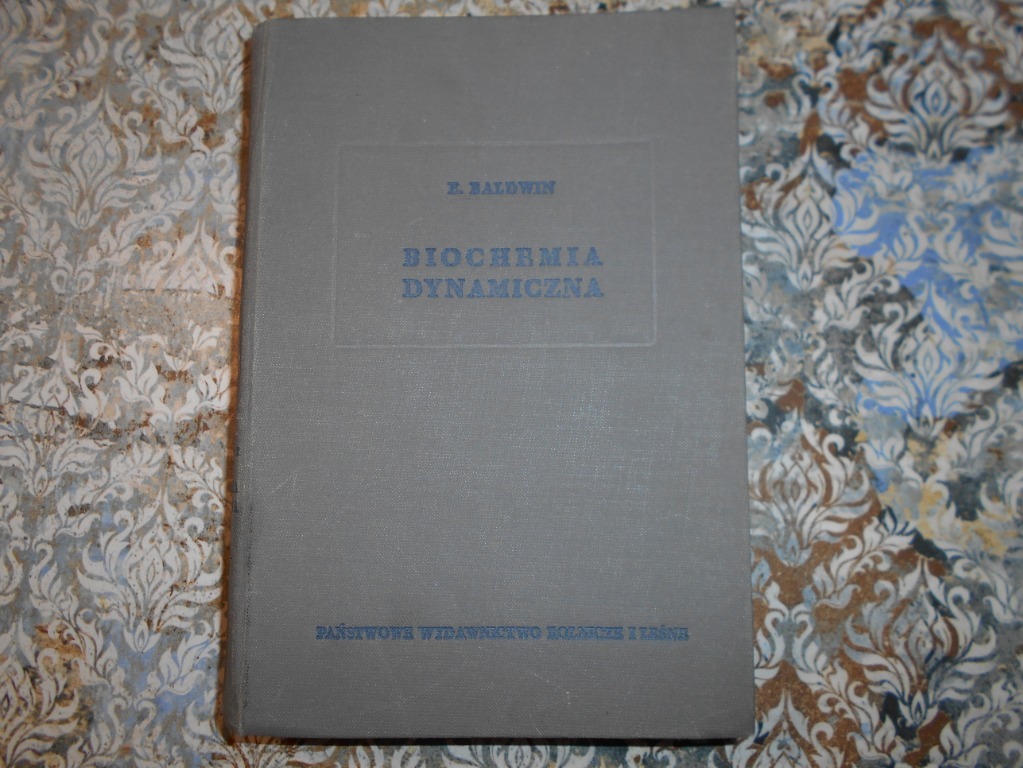 E. BALDWIN
BIOCHEMIA
DYNAMICZNA
PAŃSTWOWE WYDAWNICTWO ROLNICZE I LEŚNE